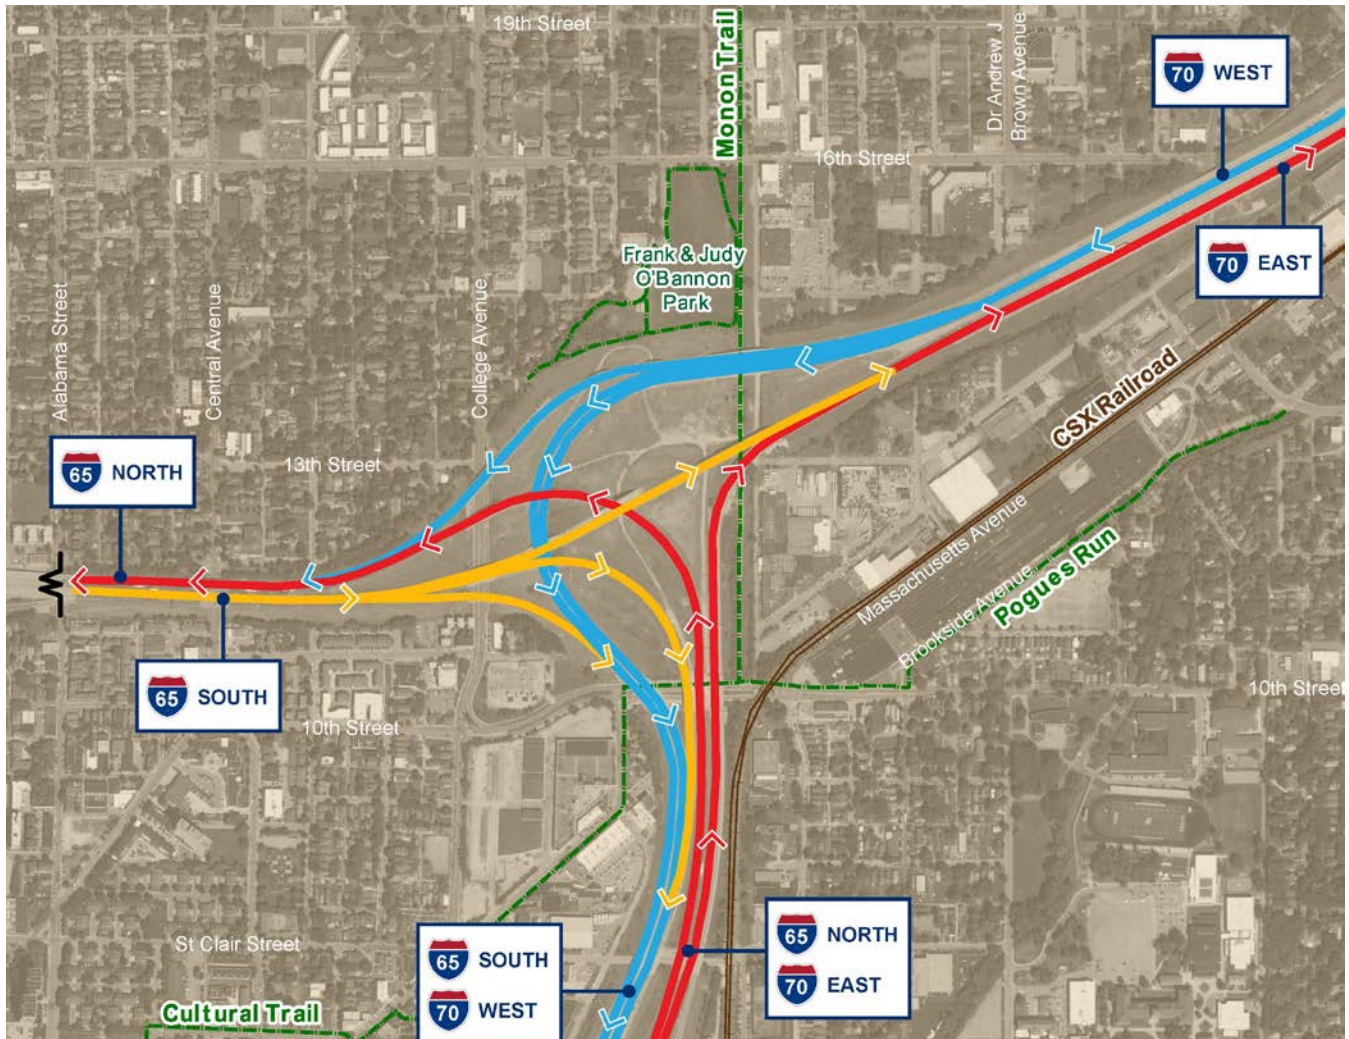 19th Street
Monon Trail
Dr Andrew J
Brown Avenue
70 WEST
16th Street
Frank & Judy
O'Bannon
Park
70 EAST
Alabama Street
Central Avenue
College Avenue
CSX Railroad
65 NORTH
13th Street
Massachusetts Avenue
Brookside Avenue
Pogues Run
65 SOUTH
10th Street
10th Street
St Clair Street
65 SOUTH
70 WEST
65 NORTH
70 EAST
Cultural Trail